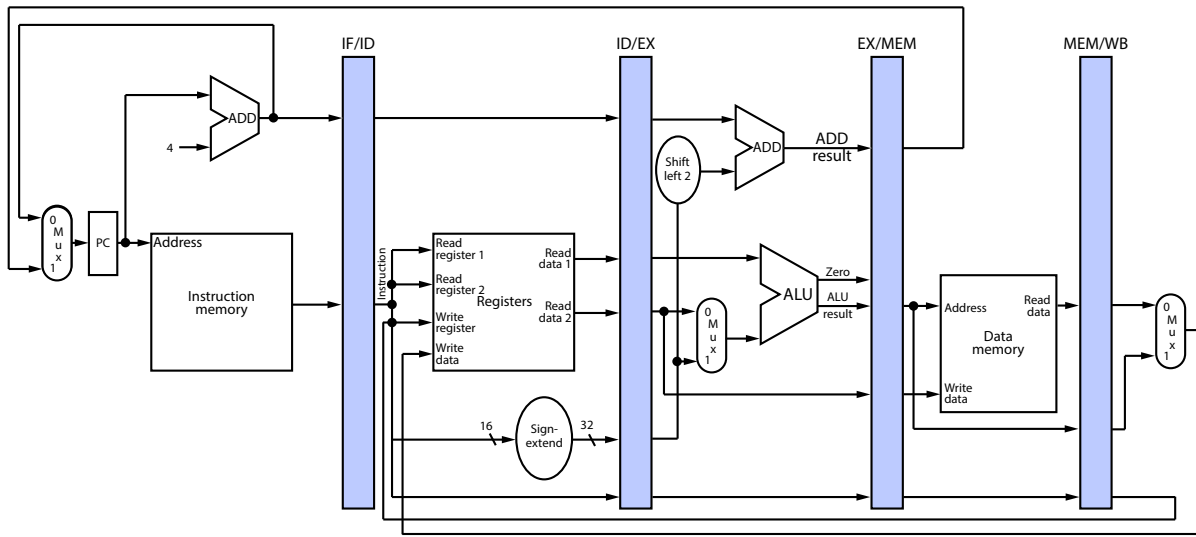 IF/ID
ID/EX
EX/MEM
MEM/WB
ADD
4
Shift
left 2
ADD
ADD
result
0
M
u
x
1
PC
Address
Instruction
memory
Instruction
Read
register 1
Read
register 2
Write
register
Write
data
Registers
Read
data 1
Read
data 2
0
M
u
x
1
ALU
Zero
ALU
result
Address
Read
data
Data
memory
Write
data
0
M
u
x
1
16
Sign-
extend
32